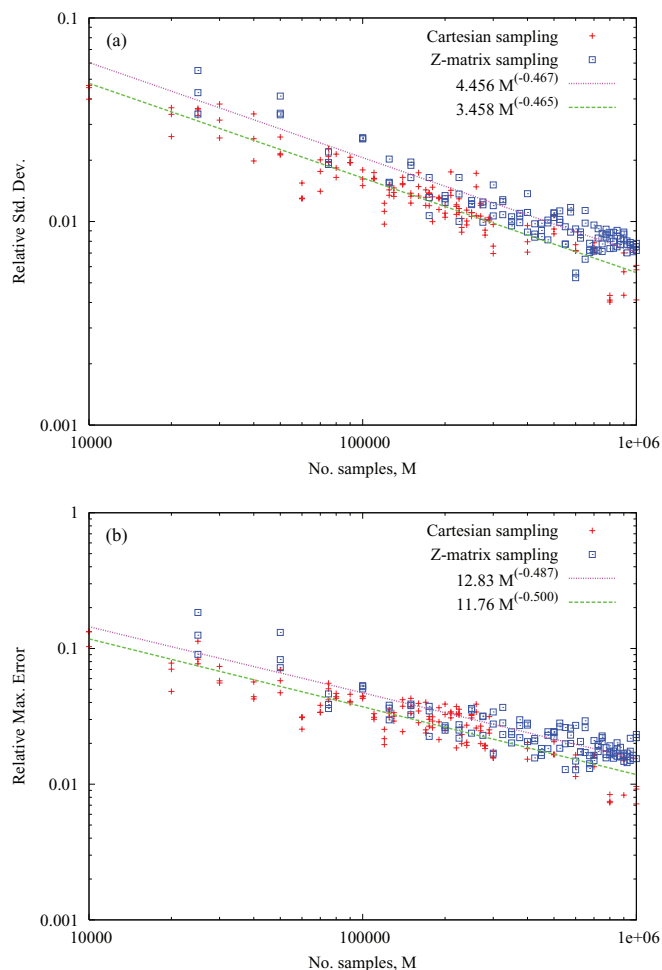 0.1
(a)
Cartesian sampling
Z-matrix sampling
4.456 M^(-0.467)
3.458 M^(-0.465)
Relative Std. Dev.
0.01
0.001
10000
100000
1e+06
No. samples, M
1
(b)
Cartesian sampling
Z-matrix sampling
12.83 M^(-0.487)
11.76 M^(-0.500)
Relative Max. Error
0.1
0.01
0.001
10000
100000
1e+06
No. samples, M